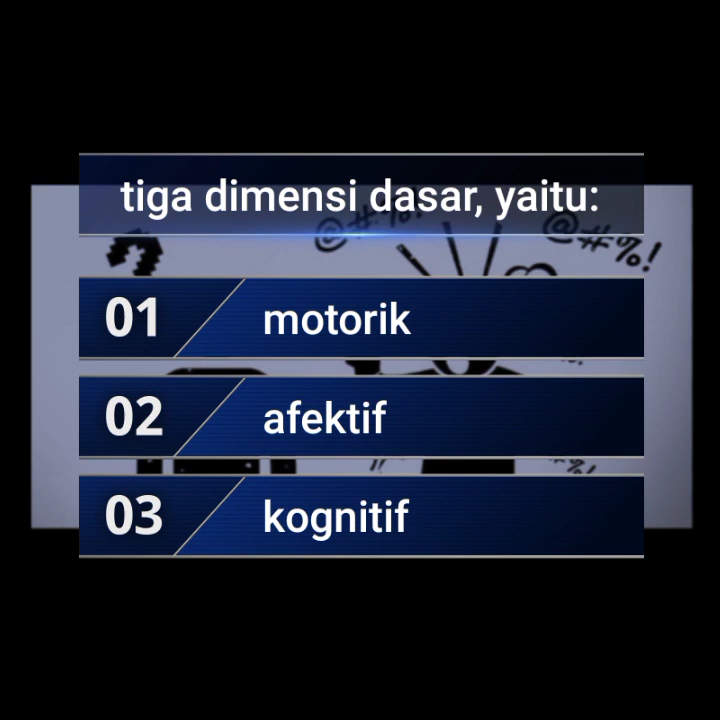 tiga dimensi dasar, yaitu:
@#%!
@#%!
01 motorik
02 afektif
03 kognitif